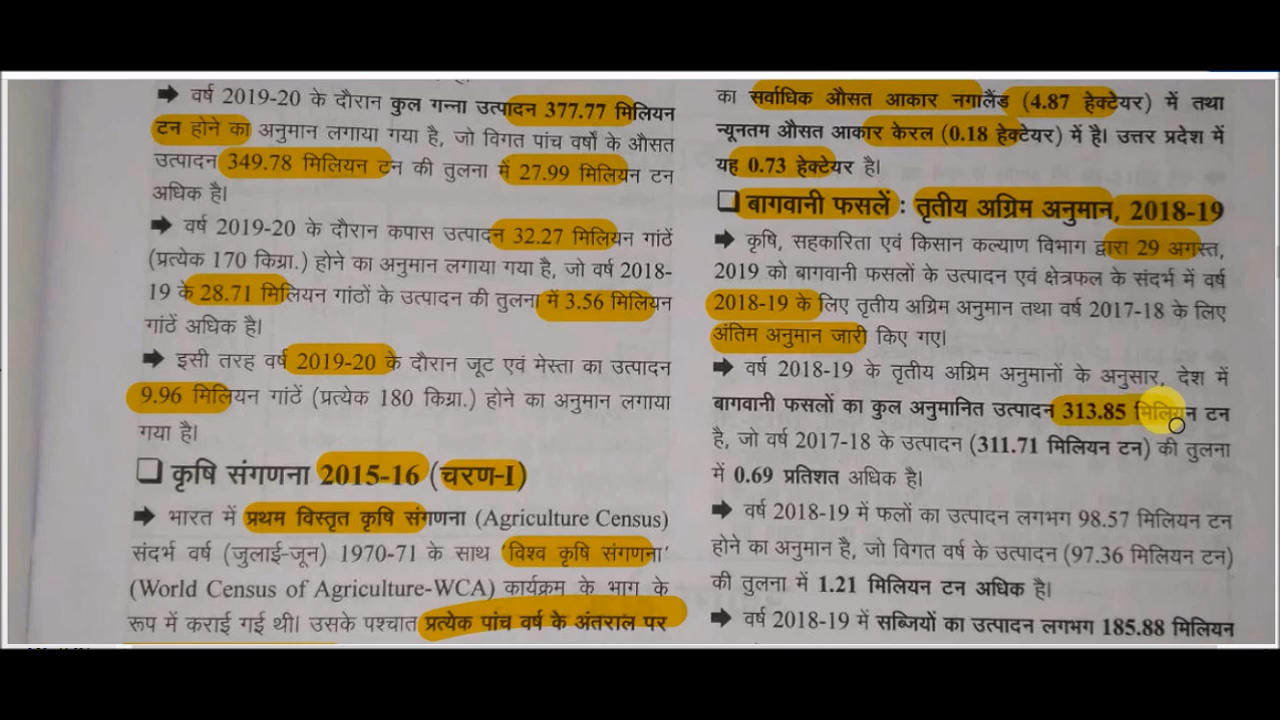 ➡ वर्ष 2019-20 के दौरान कुल गन्ना उत्पादन 377.77 मिलियन
टन होने का अनुमान लगाया गया है, जो विगत पांच वर्षों के औसत
उत्पादन 349.78 मिलियन टन की तुलना में 27.99 मिलियन टन
अधिक है।
➡ वर्ष 2019-20 के दौरान कपास उत्पादन 32.27 मिलियन गांठें
(प्रत्येक 170 किग्रा.) होने का अनुमान लगाया गया है, जो वर्ष 2018-
19 के 28.71 मिलियन गांठों के उत्पादन की तुलना में 3.56 मिलियन
गांठें अधिक है।
➡ इसी तरह वर्ष 2019-20 के दौरान जूट एवं मेस्ता का उत्पादन
9.96 मिलियन गांठें (प्रत्येक 180 किग्रा.) होने का अनुमान लगाया
गया है।
❑ कृषि संगणना 2015-16 (चरण-I)
➡ भारत में प्रथम विस्तृत कृषि संगणना (Agriculture Census)
संदर्भ वर्ष (जुलाई-जून) 1970-71 के साथ 'विश्व कृषि संगणना'
(World Census of Agriculture-WCA) कार्यक्रम के भाग के
रूप में कराई गई थी। उसके पश्चात प्रत्येक पांच वर्ष के अंतराल पर
का सर्वाधिक औसत आकार नगालैंड (4.87 हेक्टेयर) में तथा
न्यूनतम औसत आकार केरल (0.18 हेक्टेयर) में है। उत्तर प्रदेश में
यह 0.73 हेक्टेयर है।
❑ बागवानी फसलें : तृतीय अग्रिम अनुमान, 2018-19
➡ कृषि, सहकारिता एवं किसान कल्याण विभाग द्वारा 29 अगस्त,
2019 को बागवानी फसलों के उत्पादन एवं क्षेत्रफल के संदर्भ में वर्ष
2018-19 के लिए तृतीय अग्रिम अनुमान तथा वर्ष 2017-18 के लिए
अंतिम अनुमान जारी किए गए।
➡ वर्ष 2018-19 के तृतीय अग्रिम अनुमानों के अनुसार, देश में
बागवानी फसलों का कुल अनुमानित उत्पादन 313.85 मिलियन टन
है, जो वर्ष 2017-18 के उत्पादन (311.71 मिलियन टन) की तुलना
में 0.69 प्रतिशत अधिक है।
➡ वर्ष 2018-19 में फलों का उत्पादन लगभग 98.57 मिलियन टन
होने का अनुमान है, जो विगत वर्ष के उत्पादन (97.36 मिलियन टन)
की तुलना में 1.21 मिलियन टन अधिक है।
➡ वर्ष 2018-19 में सब्जियों का उत्पादन लगभग 185.88 मिलियन